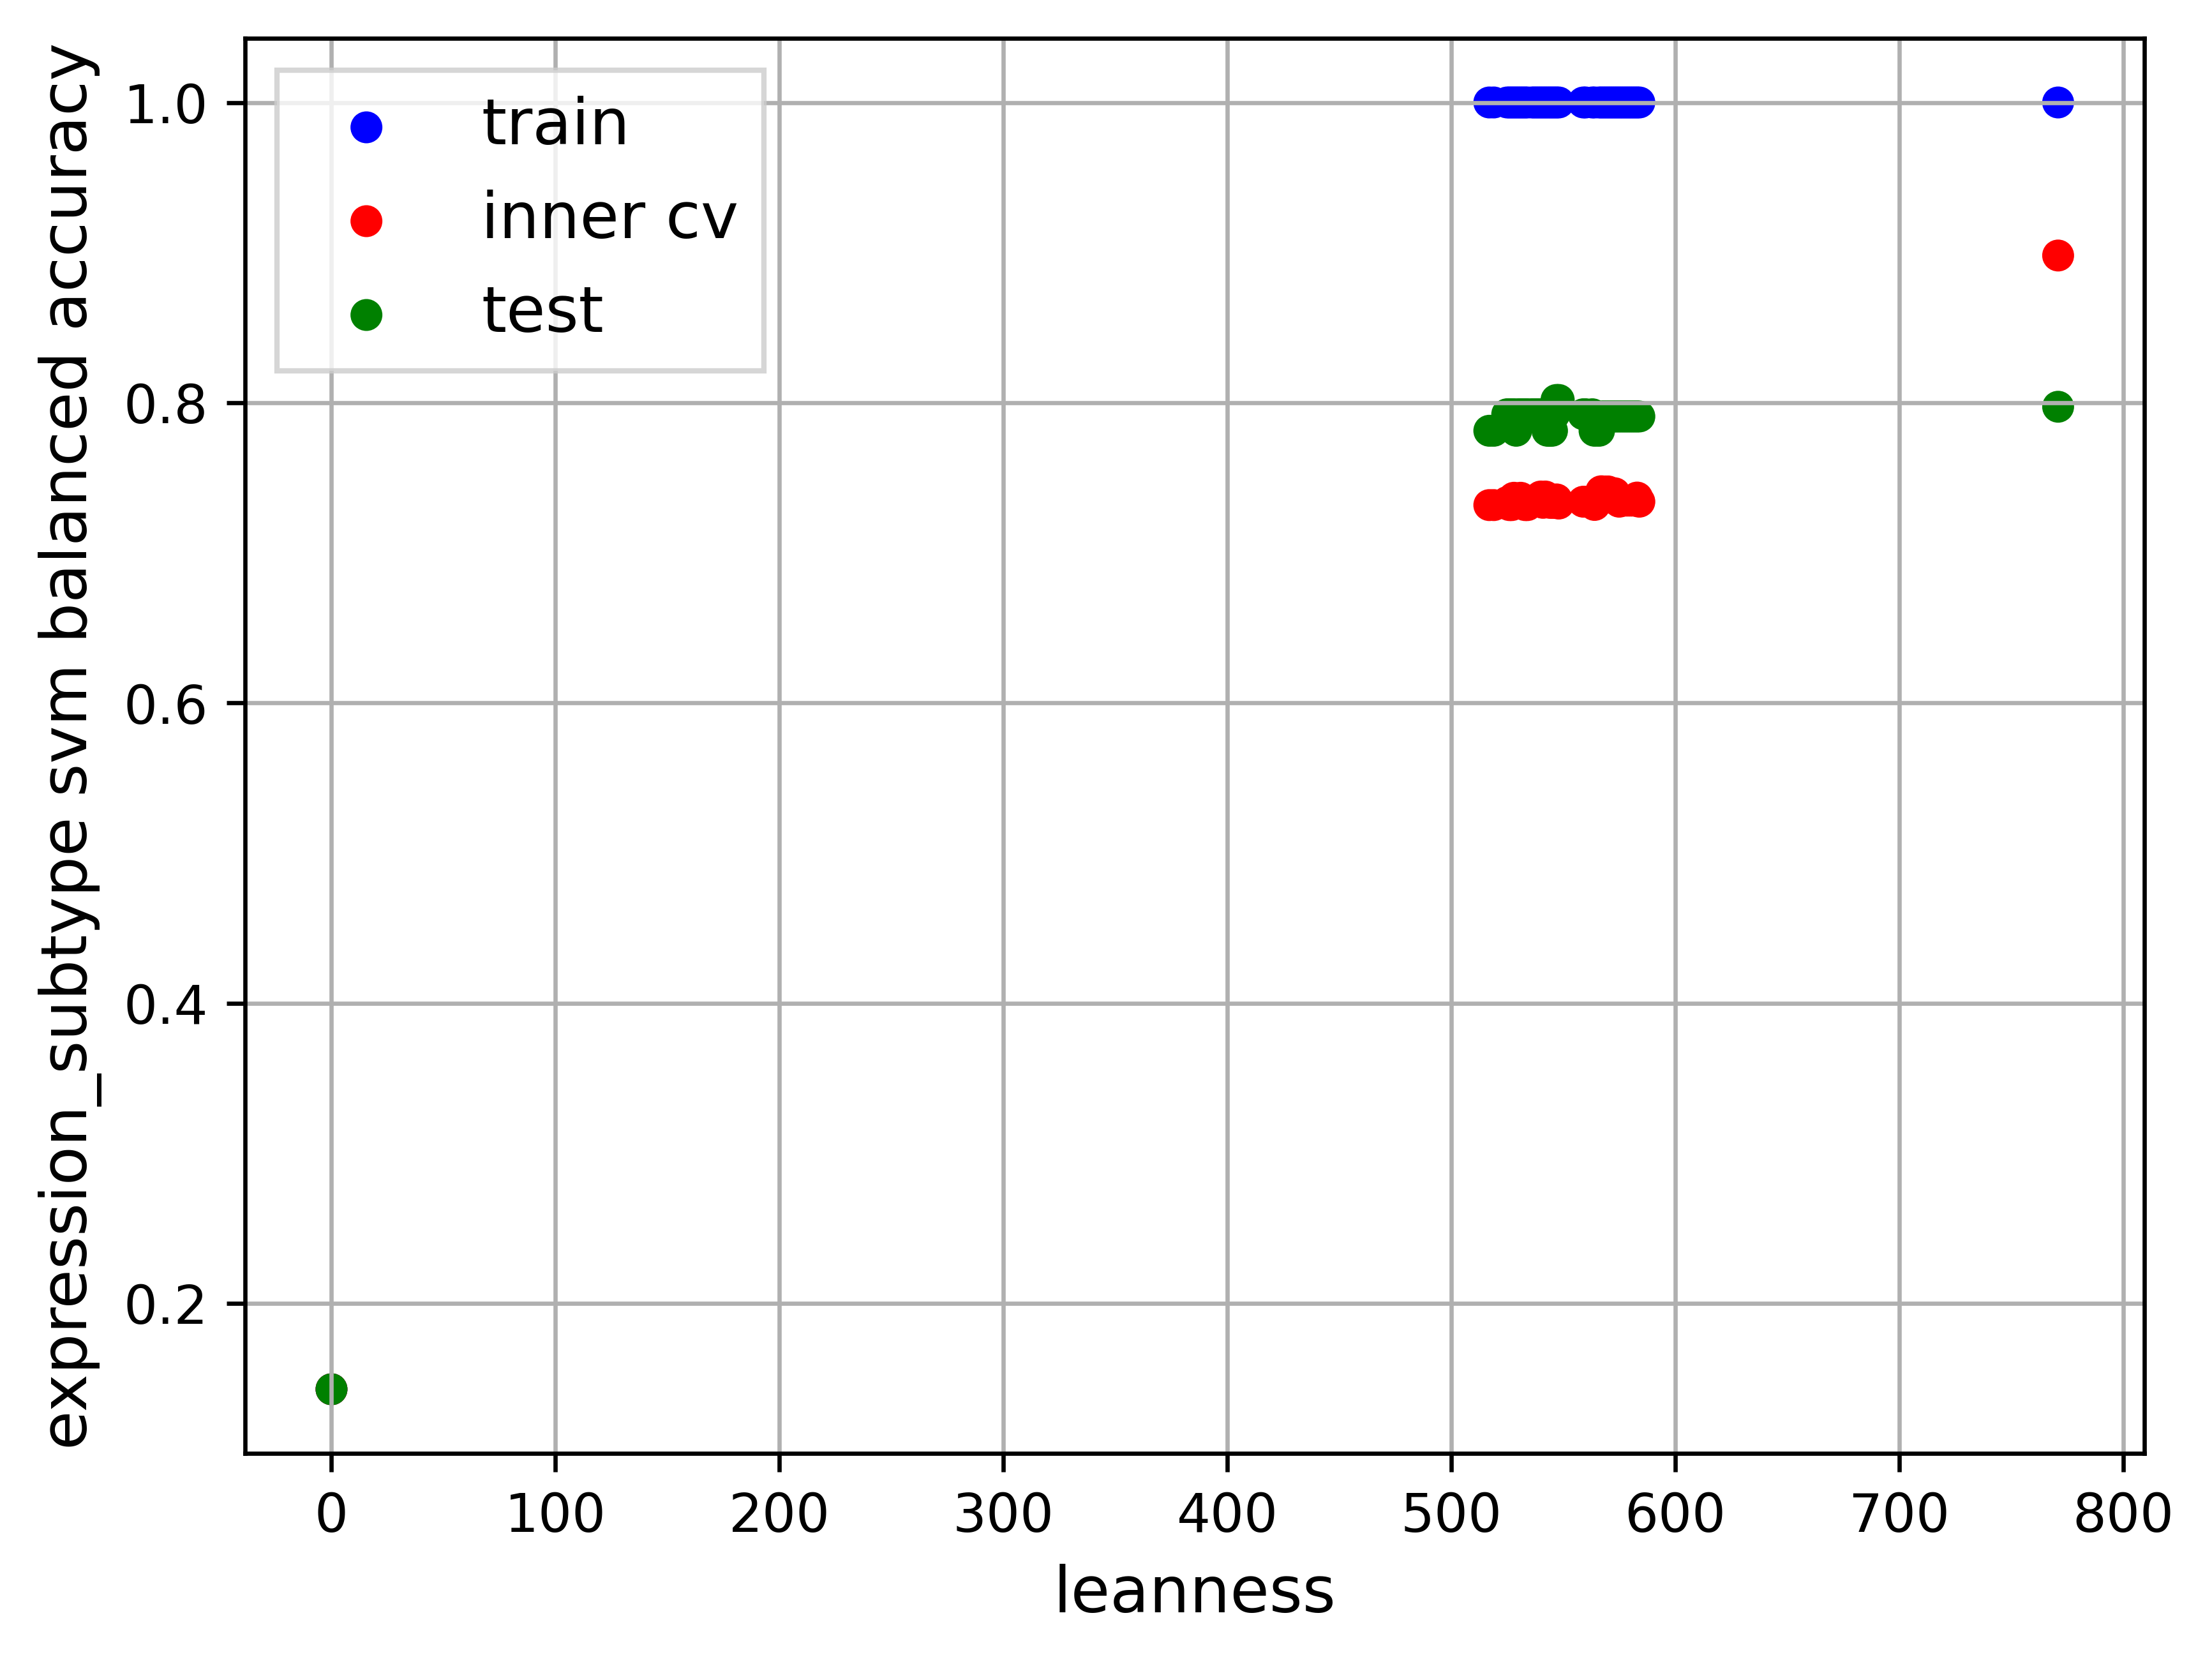 expression_subtype svm balanced accuracy
1.0
0.8
0.6
0.4
0.2
train
inner cv
test
0 100 200 300 400 500 600 700 800
leanness